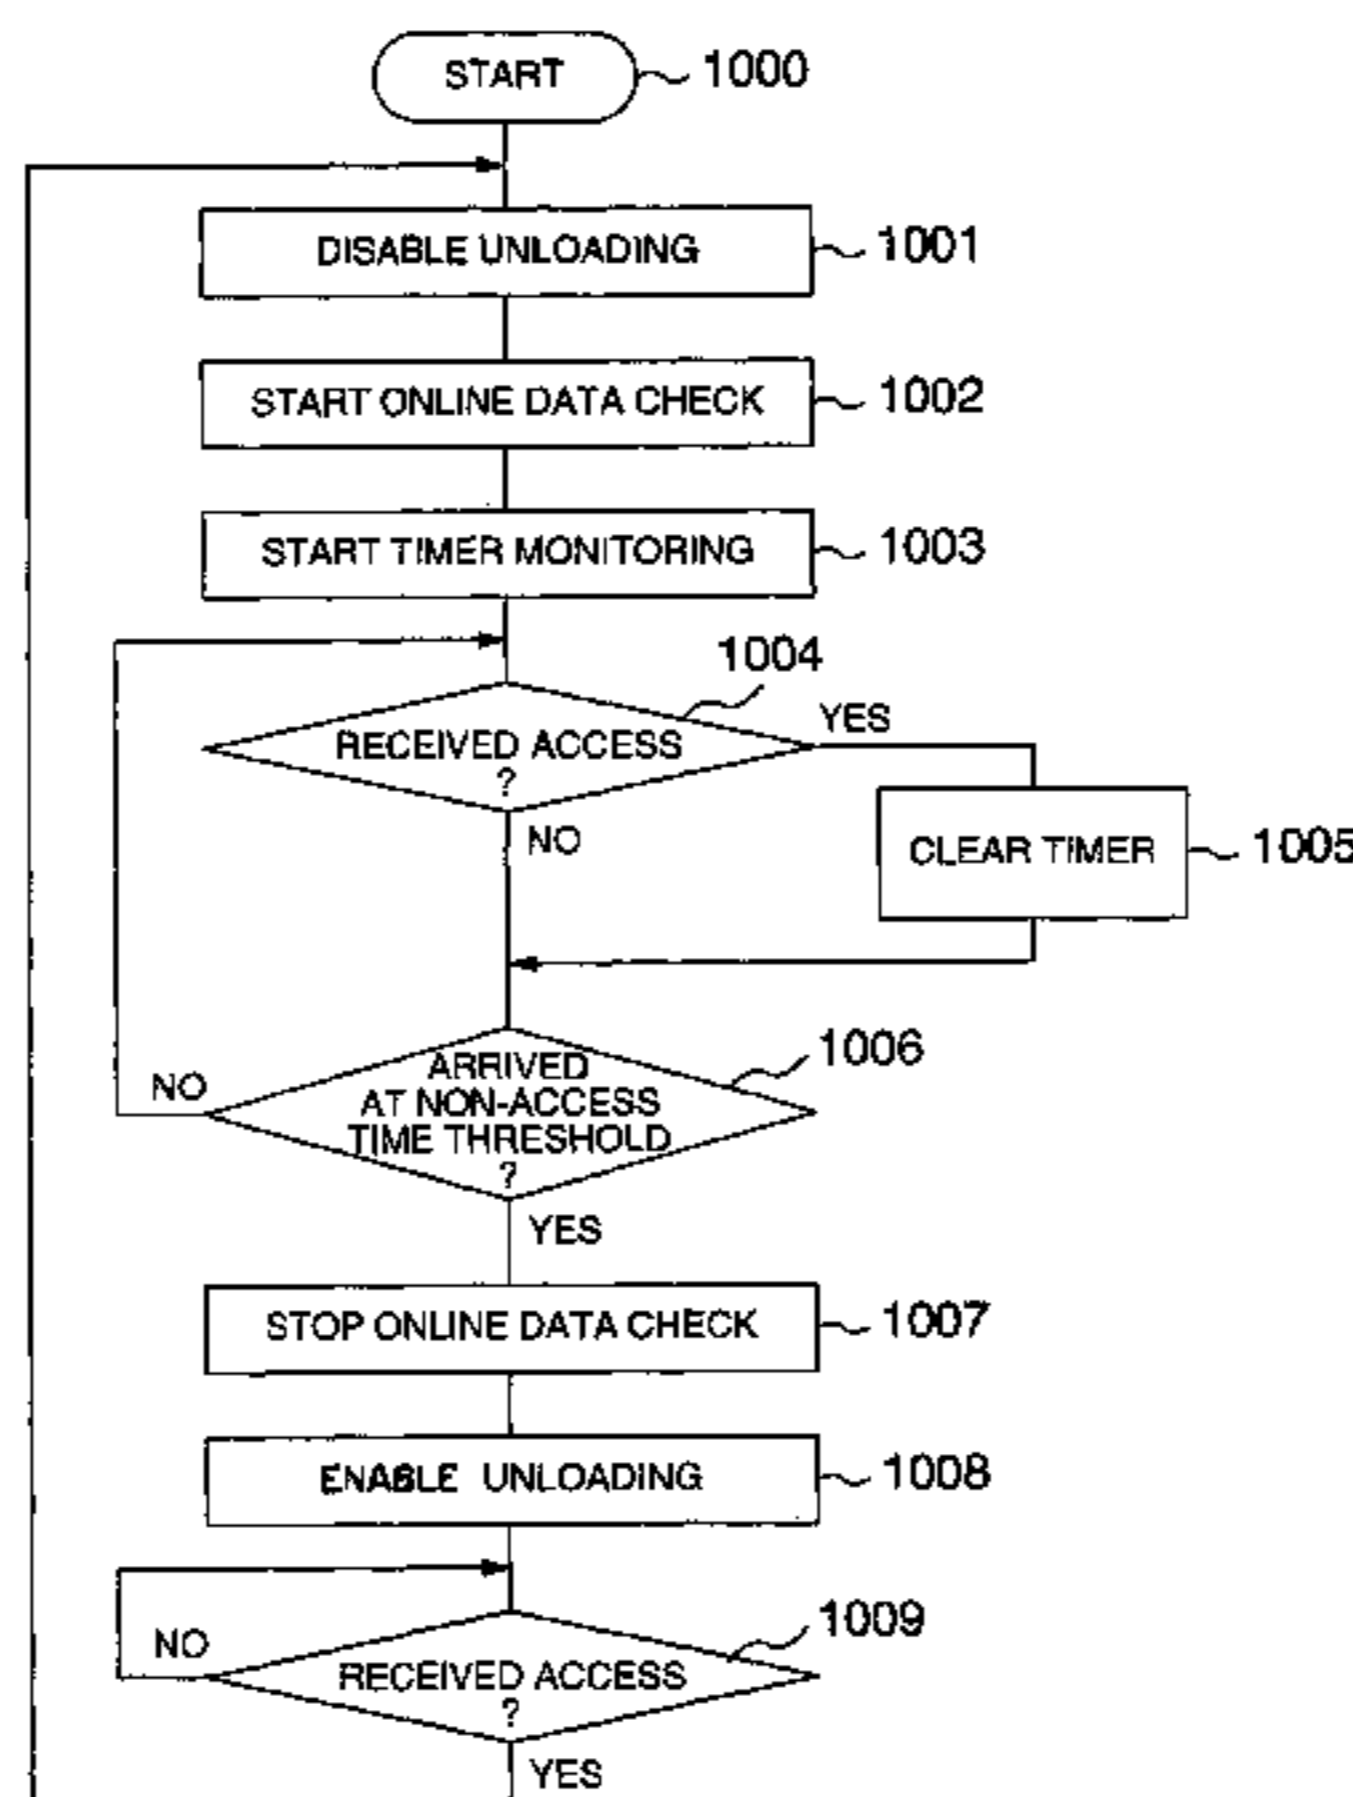 START
1000
DISABLE UNLOADING
1001
START ONLINE DATA CHECK
1002
START TIMER MONITORING
1003
1004
RECEIVED ACCESS
?
YES
NO
CLEAR TIMER
1005
1006
ARRIVED
AT NON-ACCESS
TIME THRESHOLD
?
NO
YES
STOP ONLINE DATA CHECK
1007
ENABLE UNLOADING
1008
1009
NO
RECEIVED ACCESS
?
YES